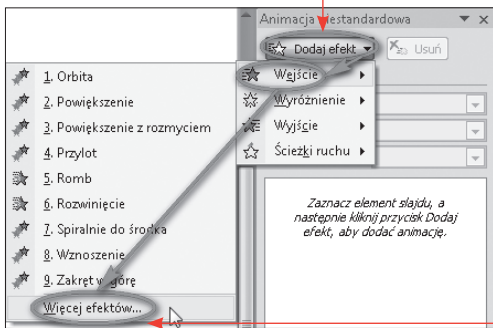 Animacja niestandardowa
Dodaj efekt
Usuń
Wejście
Wyróżnienie
Wyjście
Ścieżki ruchu
1. Orbita
2. Powiększenie
3. Powiększenie z rozmyciem
4. Przylot
5. Romb
6. Rozwinięcie
7. Spiralnie do środka
8. Wznoszenie
9. Zakręt w górę
Więcej efektów...
Zaznacz element slajdu, a
następnie kliknij przycisk Dodaj
efekt, aby dodać animację.